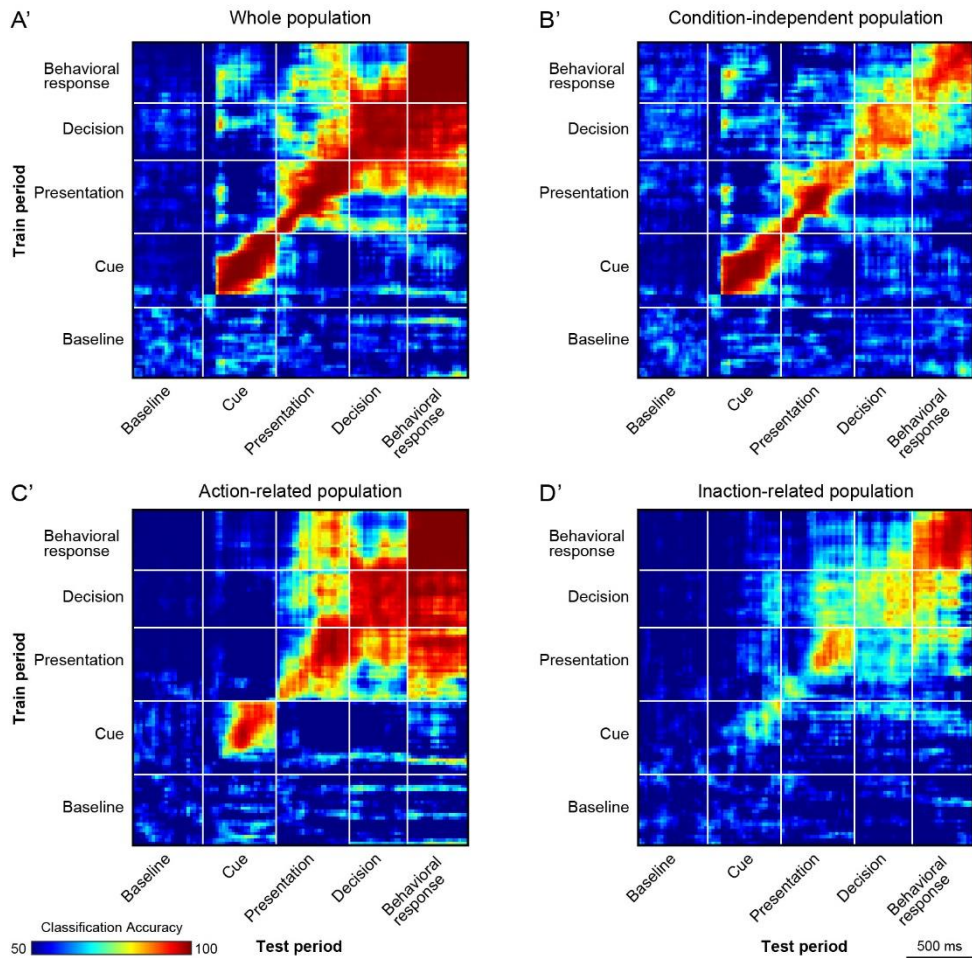 A’
Whole population
Behavioral
response
Decision
Presentation
Cue
Baseline
Train period
Baseline
Cue
Presentation
Decision
Behavioral
response
B’
Condition-independent population
Behavioral
response
Decision
Presentation
Cue
Baseline
Baseline
Cue
Presentation
Decision
Behavioral
response
C’
Action-related population
Behavioral
response
Decision
Presentation
Cue
Baseline
Train period
Baseline
Cue
Presentation
Decision
Behavioral
response
D’
Inaction-related population
Behavioral
response
Decision
Presentation
Cue
Baseline
Baseline
Cue
Presentation
Decision
Behavioral
response
Classification Accuracy
50 100
Test period
Test period
500 ms